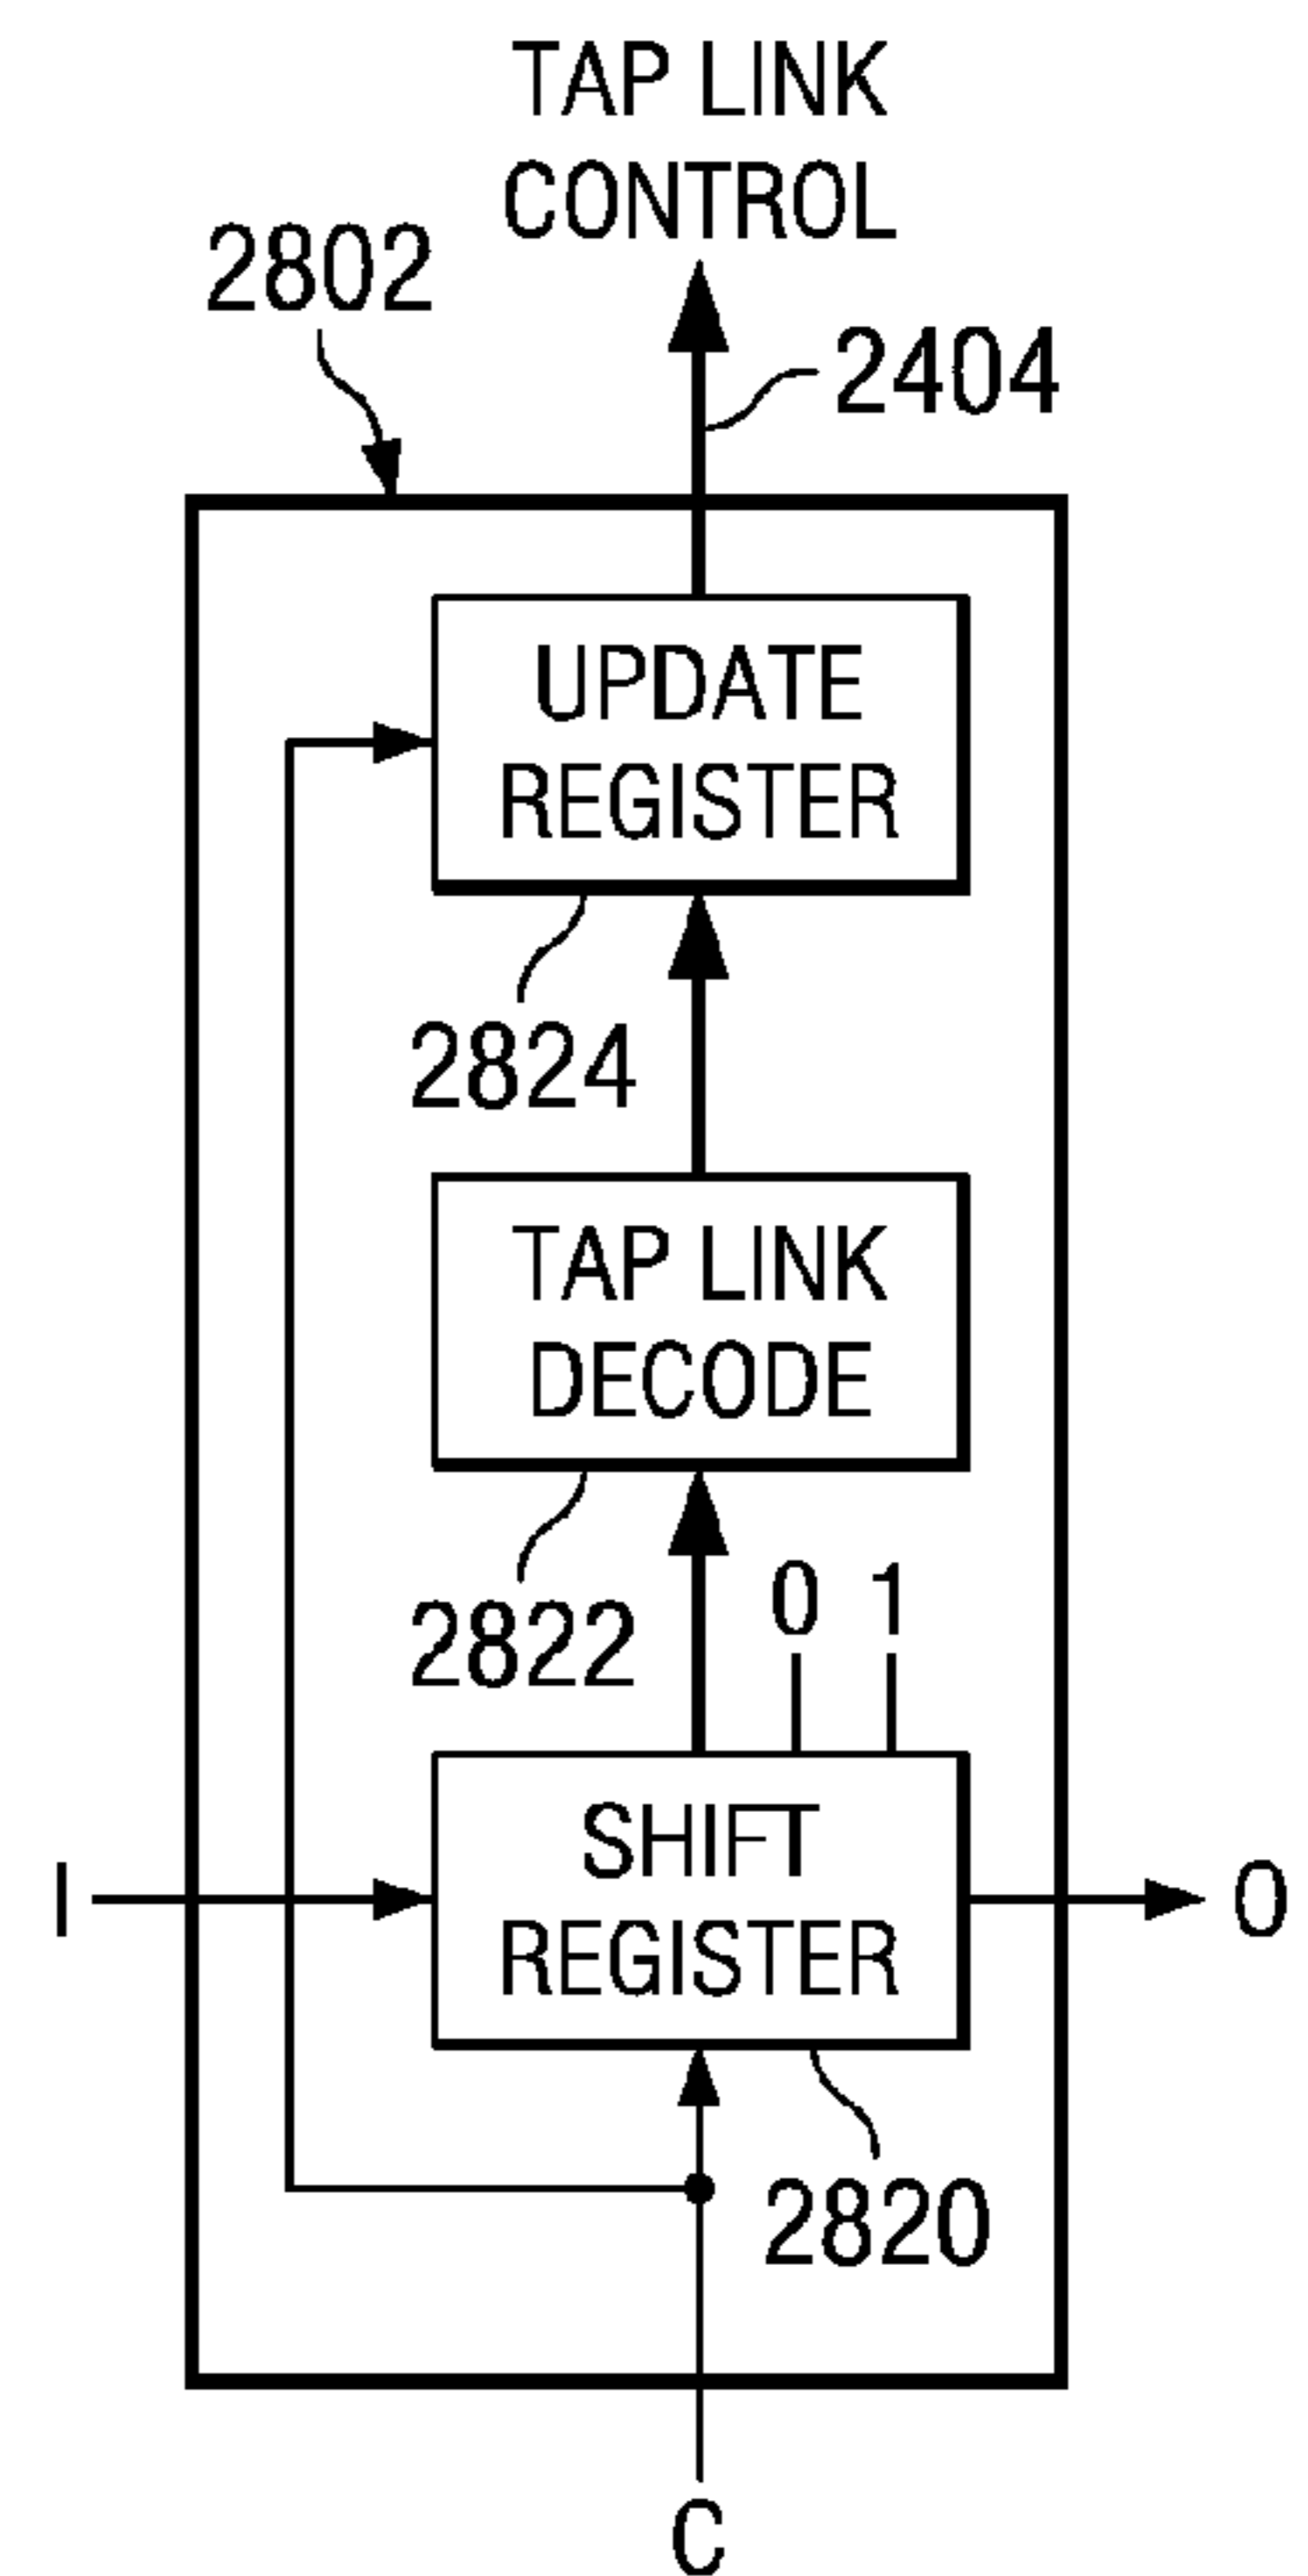 TAP LINK
CONTROL
2802
2404
UPDATE
REGISTER
2824
TAP LINK
DECODE
2822
0 1
SHIFT
REGISTER
I
O
2820
C